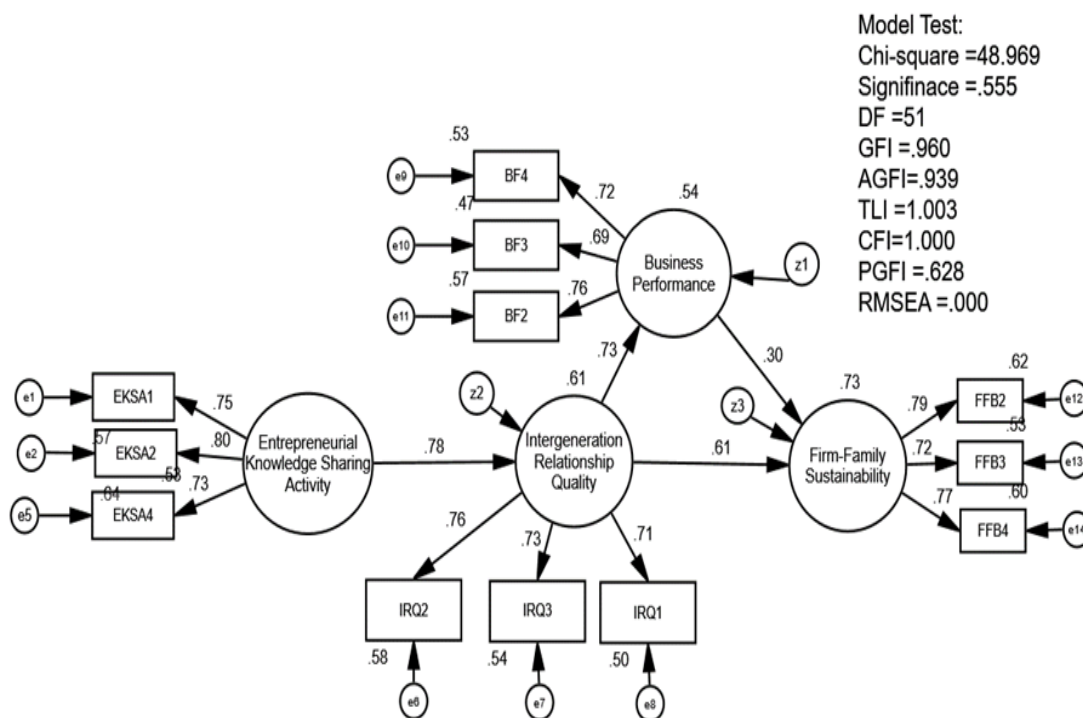 Model Test:
Chi-square =48.969
Signifinace =.555
DF =51
GFI =.960
AGFI=.939
TLI =1.003
CFI=1.000
PGFI =.628
RMSEA =.000
.53
e9
BF4
.72
.54
.47
e10
BF3
.69
Business
Performance
z1
.57
e11
BF2
.76
.73
.30
e1
EKSA1
.75
.57
e2
EKSA2
.80
.53
e5
EKSA4
.73
.64
Entrepreneurial
Knowledge Sharing
Activity
.78
z2
.61
Intergeneration
Relationship
Quality
.61
z3
.73
Firm-Family
Sustainability
.62
.79
FFB2
e12
.53
.72
FFB3
e13
.60
.77
FFB4
e14
.76
.73
.71
IRQ2
IRQ3
IRQ1
.58
.54
.50
e6
e7
e8